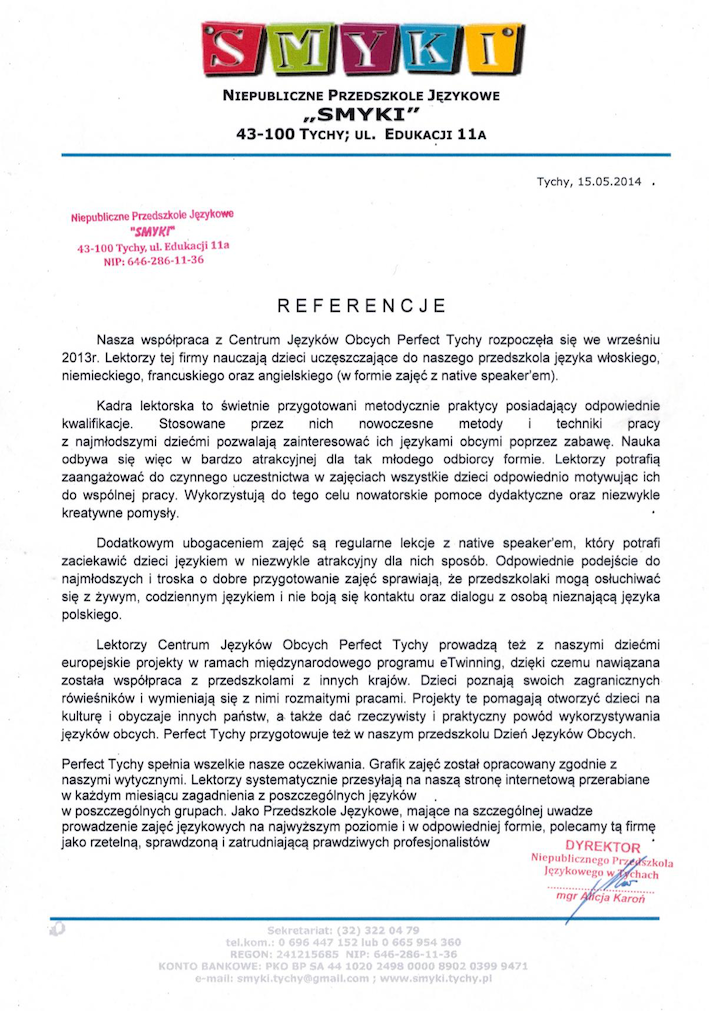 SMYKI
NIEPUBLICZNE PRZEDSZKOLE JĘZYKOWE
„SMYKI”
43-100 TYCHY; UL. EDUKACJI 11A
Tychy, 15.05.2014
Niepubliczne Przedszkole Językowe
"SMYKI"
43-100 Tychy, ul. Edukacji 11a
NIP: 646-286-11-36
REFERENCJE
Nasza współpraca z Centrum Języków Obcych Perfect Tychy rozpoczęła się we wrześniu
2013r. Lektorzy tej firmy nauczają dzieci uczęszczające do naszego przedszkola języka włoskiego,
niemieckiego, francuskiego oraz angielskiego (w formie zajęć z native speaker'em).
Kadra lektorska to świetnie przygotowani metodycznie praktycy posiadający odpowiednie
kwalifikacje. Stosowane przez nich nowoczesne metody i techniki pracy
z najmłodszymi dziećmi pozwalają zainteresować ich językami obcymi poprzez zabawę. Nauka
odbywa się więc w bardzo atrakcyjnej dla tak młodego odbiorcy formie. Lektorzy potrafią
zaangażować do czynnego uczestnictwa w zajęciach wszystkie dzieci odpowiednio motywując ich
do wspólnej pracy. Wykorzystują do tego celu nowatorskie pomoce dydaktyczne oraz niezwykle
kreatywne pomysły.
Dodatkowym ubogaceniem zajęć są regularne lekcje z native speaker'em, który potrafi
zaciekawić dzieci językiem w niezwykle atrakcyjny dla nich sposób. Odpowiednie podejście do
najmłodszych i troska o dobre przygotowanie zajęć sprawiają, że przedszkolaki mogą osłuchiwać
się z żywym, codziennym językiem i nie boją się kontaktu oraz dialogu z osobą nieznającą języka
polskiego.
Lektorzy Centrum Języków Obcych Perfect Tychy prowadzą też z naszymi dziećmi
europejskie projekty w ramach międzynarodowego programu eTwinning, dzięki czemu nawiązana
została współpraca z przedszkolami z innych krajów. Dzieci poznają swoich zagranicznych
rówieśników i wymieniają się z nimi rozmaitymi pracami. Projekty te pomagają otworzyć dzieci na
kulturę i obyczaje innych państw, a także dać rzeczywisty i praktyczny powód wykorzystywania
języków obcych. Perfect Tychy przygotowuje też w naszym przedszkolu Dzień Języków Obcych.
Perfect Tychy spełnia wszelkie nasze oczekiwania. Grafik zajęć został opracowany zgodnie z
naszymi wytycznymi. Lektorzy systematycznie przesyłają na naszą stronę internetową przerabiane
w każdym miesiącu zagadnienia z poszczególnych języków
w poszczególnych grupach. Jako Przedszkole Językowe, mające na szczególnej uwadze
prowadzenie zajęć językowych na najwyższym poziomie i w odpowiedniej formie, polecamy tą firmę
jako rzetelną, sprawdzoną i zatrudniającą prawdziwych profesjonalistów
DYREKTOR
Niepublicznego Przedszkola
Językowego w Tychach
mgr Alicja Karoń
Sekretariat: (32) 322 04 79
tel.kom.: 0 696 447 152 lub 0 665 954 360
REGON: 241215685 NIP: 646-286-11-36
KONTO BANKOWE: PKO BP SA 44 1020 2498 0000 8902 0399 9471
e-mail: smyki.tychy@gmail.com ; www.smyki.tychy.pl